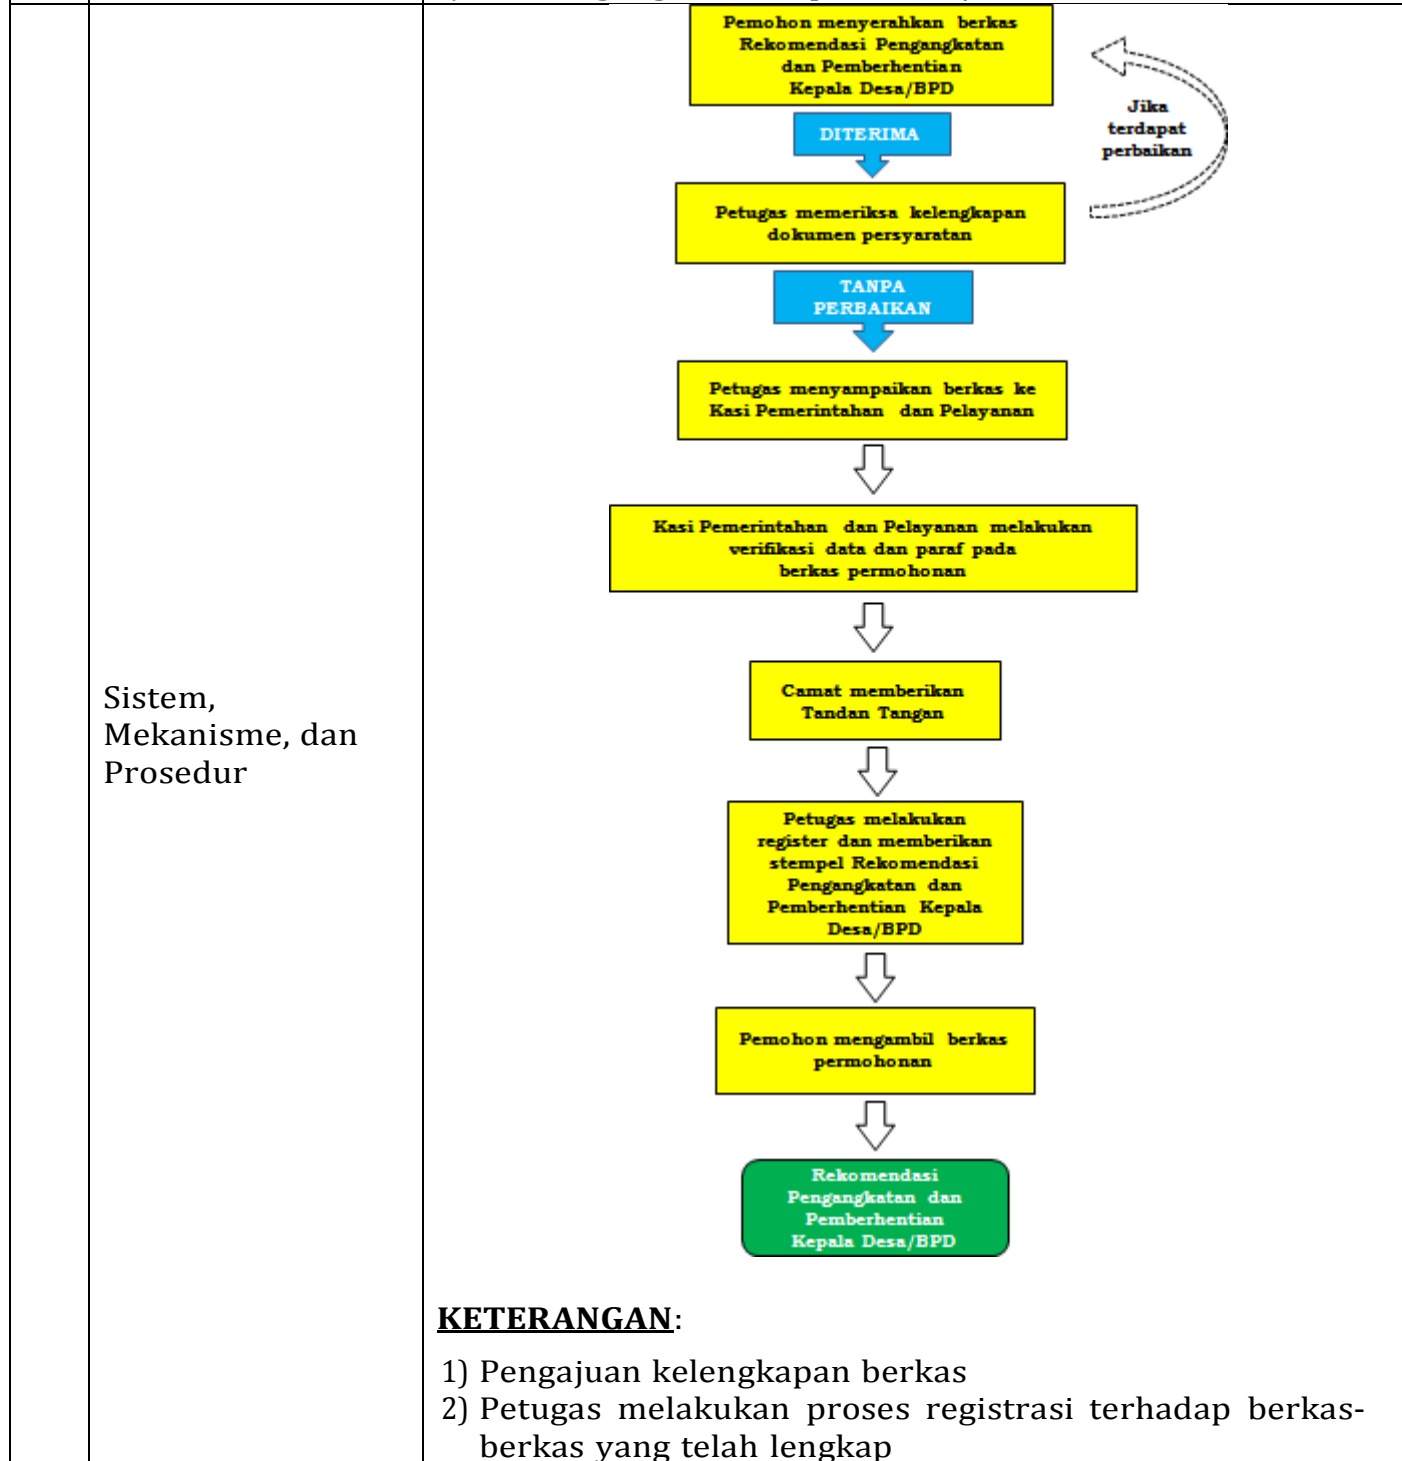 Pemohon menyerahkan berkas
Rekomendasi Pengangkatan
dan Pemberhentian
Kepala Desa/BPD
Jika
terdapat
perbaikan
DITERIMA
Petugas memeriksa kelengkapan
dokumen persyaratan
TANPA
PERBAIKAN
Petugas menyampaikan berkas ke
Kasi Pemerintahan dan Pelayanan
Kasi Pemerintahan dan Pelayanan melakukan
verifikasi data dan paraf pada
berkas permohonan
Sistem,
Mekanisme, dan
Prosedur
Camat memberikan
Tandan Tangan
Petugas melakukan
register dan memberikan
stempel Rekomendasi
Pengangkatan dan
Pemberhentian Kepala
Desa/BPD
Pemohon mengambil berkas
permohonan
Rekomendasi
Pengangkatan dan
Pemberhentian
Kepala Desa/BPD
KETERANGAN:
1) Pengajuan kelengkapan berkas
2) Petugas melakukan proses registrasi terhadap berkas-
berkas yang telah lengkap